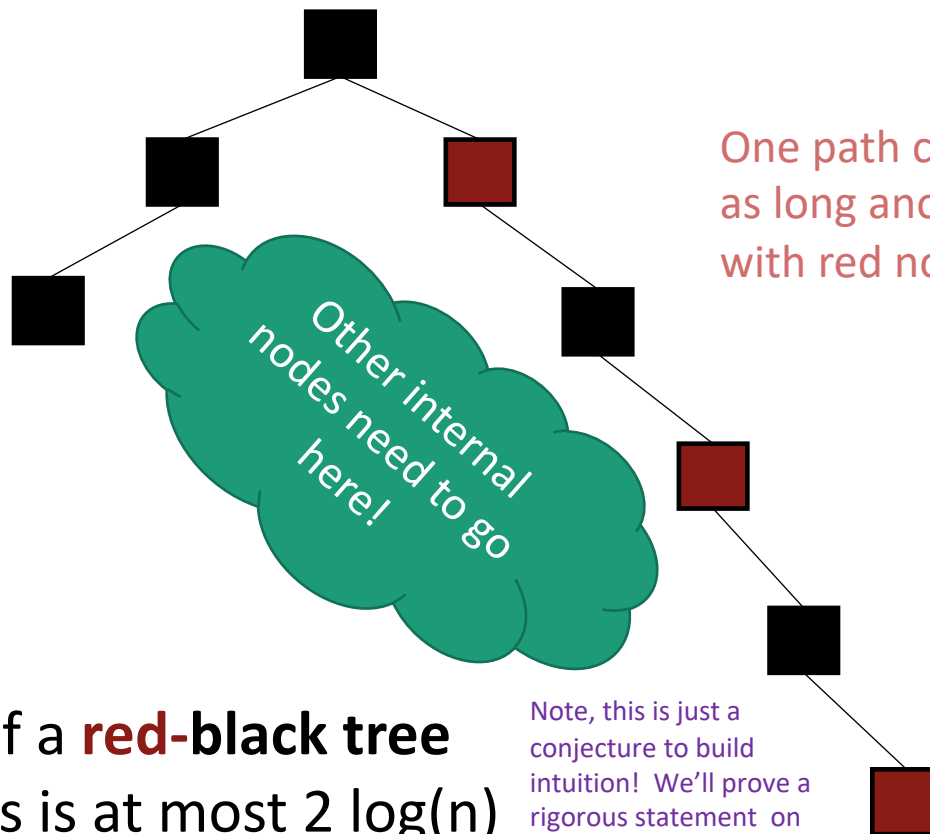 One path c
as long and
with red no
Other internal
nodes need to go
here!
f a red-black tree
s is at most 2 log(n)
Note, this is just a
conjecture to build
intuition! We'll prove a
rigorous statement on